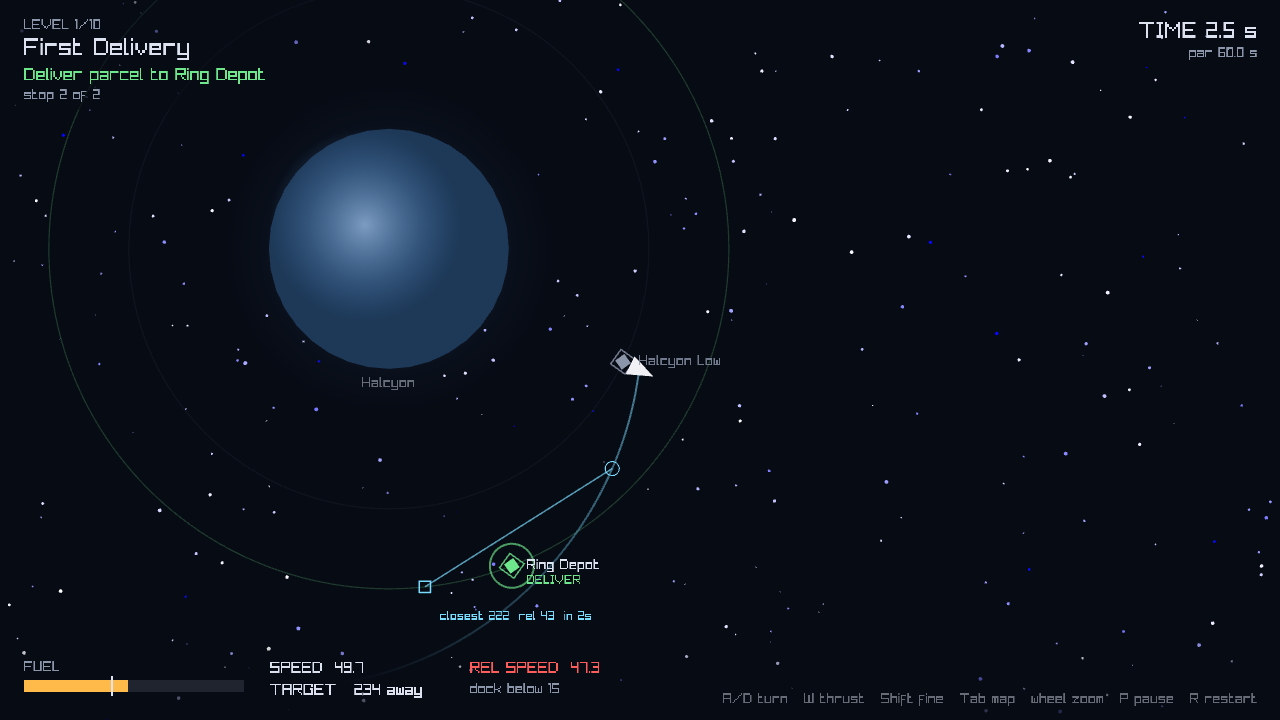 LEVEL 1/10
First Delivery
Deliver parcel to Ring Depot
stop 2 of 2
TIME 2.5 s
par 60.0 s
Halcyon Low
Halcyon
Ring Depot
DELIVER
closest 222 rel 43 in 2s
FUEL
SPEED 49.7
TARGET 234 away
REL SPEED 47.3
dock below 15
A/D turn W thrust Shift fine Tab map wheel zoom P pause R restart